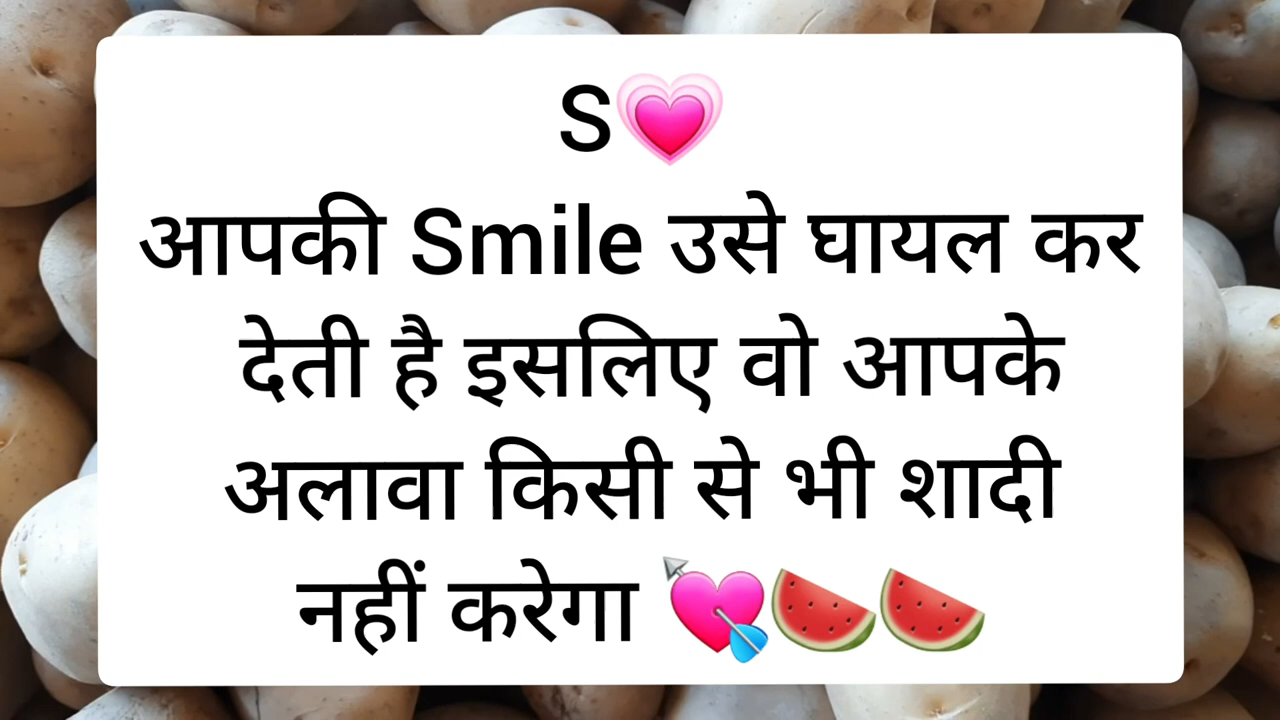 S💗
आपकी Smile उसे घायल कर
देती है इसलिए वो आपके
अलावा किसी से भी शादी
नहीं करेगा 💘🍉🍉